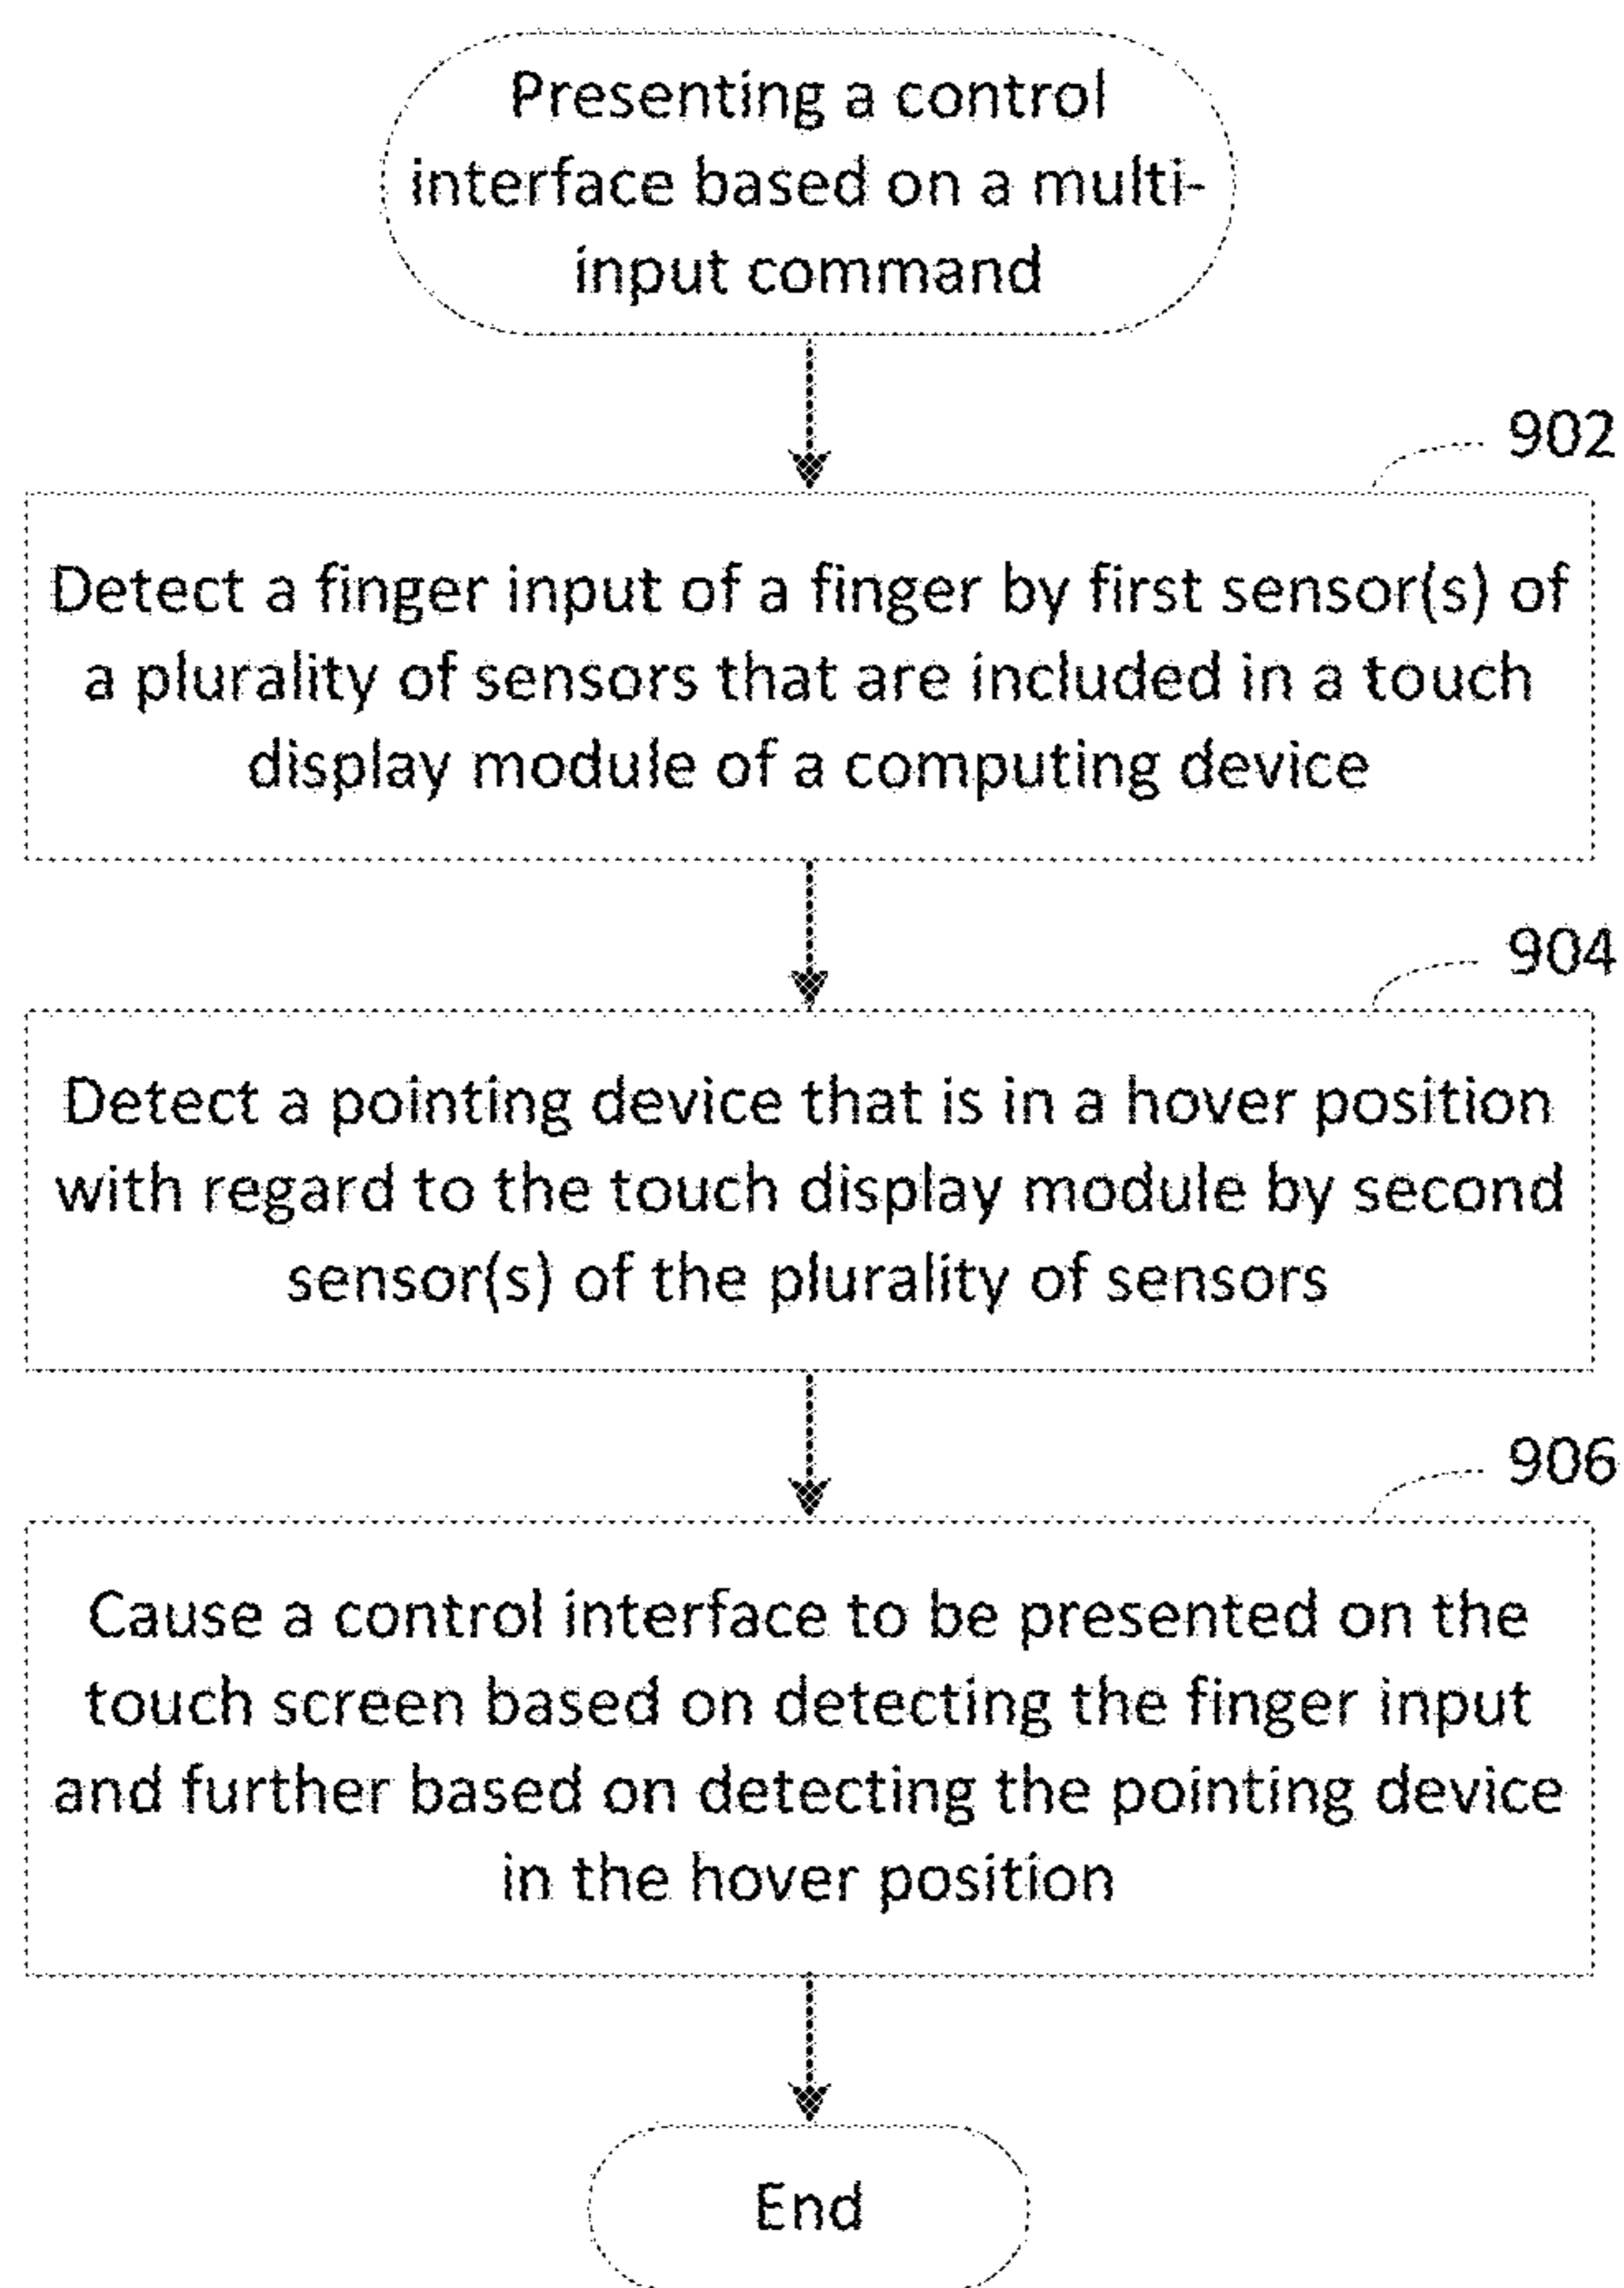 Presenting a control
interface based on a multi-
input command
902
Detect a finger input of a finger by first sensor(s) of
a plurality of sensors that are included in a touch
display module of a computing device
904
Detect a pointing device that is in a hover position
with regard to the touch display module by second
sensor(s) of the plurality of sensors
906
Cause a control interface to be presented on the
touch screen based on detecting the finger input
and further based on detecting the pointing device
in the hover position
End